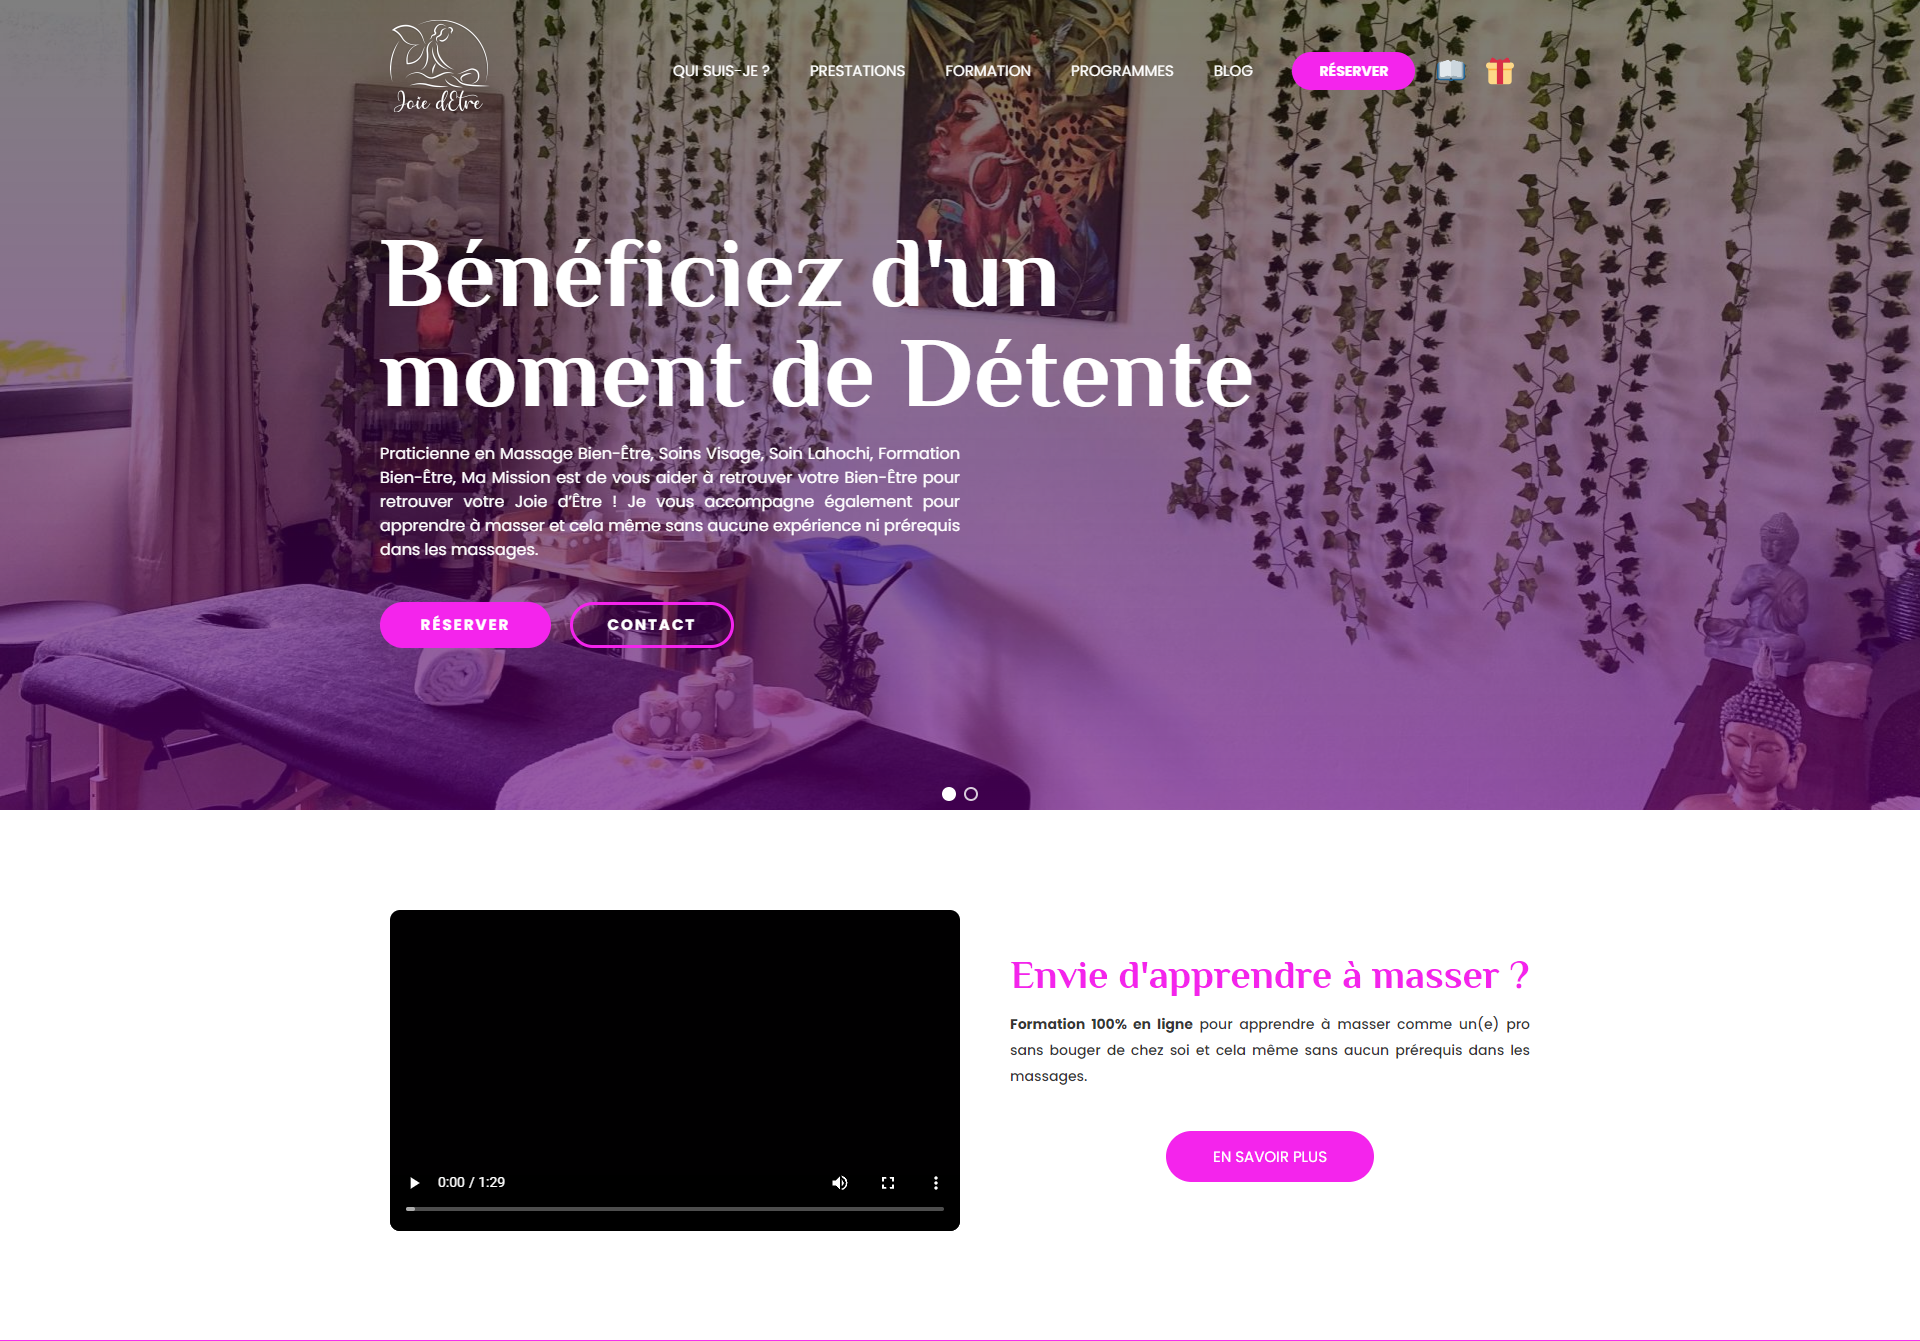 Joie d'Etre
QUI SUIS-JE ?
PRESTATIONS
FORMATION
PROGRAMMES
BLOG
RÉSERVER
Bénéficiez d'un
moment de Détente
Praticienne en Massage Bien-Être, Soins Visage, Soin Lahochi, Formation
Bien-Être, Ma Mission est de vous aider à retrouver votre Bien-Être pour
retrouver votre Joie d'Être ! Je vous accompagne également pour
apprendre à masser et cela même sans aucune expérience ni prérequis
dans les massages.
RÉSERVER
CONTACT
Envie d'apprendre à masser ?
Formation 100% en ligne pour apprendre à masser comme un(e) pro
sans bouger de chez soi et cela même sans aucun prérequis dans les
massages.
EN SAVOIR PLUS
0:00 / 1:29